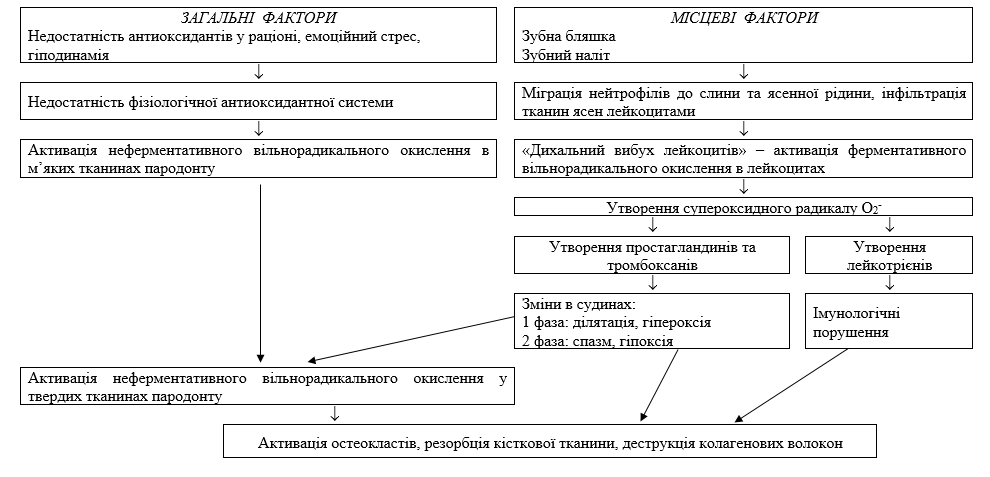 ЗАГАЛЬНІ ФАКТОРИ
Недостатність антиоксидантів у раціоні, емоційний стрес,
гіподинамія
МІСЦЕВІ ФАКТОРИ
Зубна бляшка
Зубний наліт
Недостатність фізіологічної антиоксидантної системи
Міграція нейтрофілів до слини та ясенної рідини, інфільтрація
тканин ясен лейкоцитами
Активація неферментативного вільнорадикального окислення в
м’яких тканинах пародонту
«Дихальний вибух лейкоцитів» – активація ферментативного
вільнорадикального окислення в лейкоцитах
Утворення супероксидного радикалу О₂⁻
Утворення простагландинів та
тромбоксанів
Утворення
лейкотрієнів
Зміни в судинах:
1 фаза: ділятація, гіпероксія
2 фаза: спазм, гіпоксія
Імунологічні
порушення
Активація неферментативного вільнорадикального окислення у
твердих тканинах пародонту
Активація остеокластів, резорбція кісткової тканини, деструкція колагенових волокон